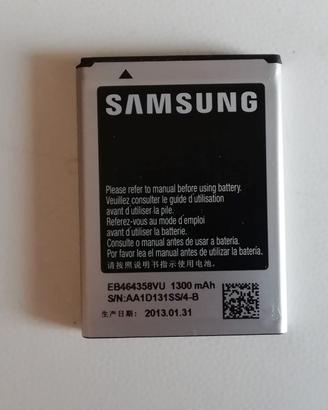 SAMSUNG
Please refer to manual before using battery.
Veuillez consulter le guide d'utilisation
avant d'utiliser la pile.
Referez-vous au mode d'emploi
avant d'utiliser la batterie.
Consulte o manual antes de usar a bateria.
Por favor lea el manual antes de utilizar la batería.
请按照说明书指示使用电池。
EB464358VU 1300 mAh
S/N:AA1D131SS/4-B
生产日期: 2013.01.31